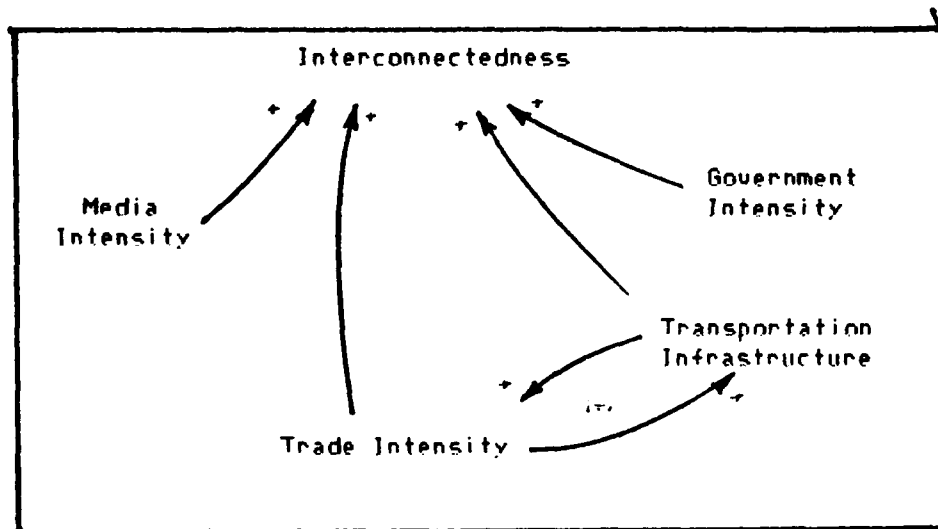 Interconnectedness
+ + + +
Government
Intensity
Media
Intensity
Transportation
Infrastructure
+ +
Trade Intensity